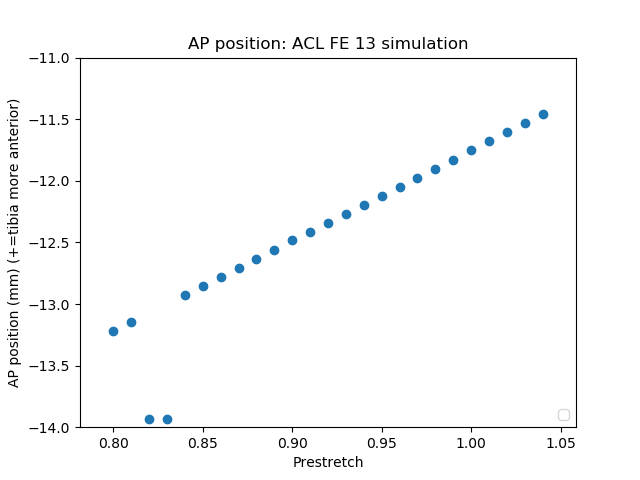 AP position: ACL FE 13 simulation
AP position (mm) (+=tibia more anterior)
−11.0
−11.5
−12.0
−12.5
−13.0
−13.5
−14.0
0.80 0.85 0.90 0.95 1.00 1.05
Prestretch